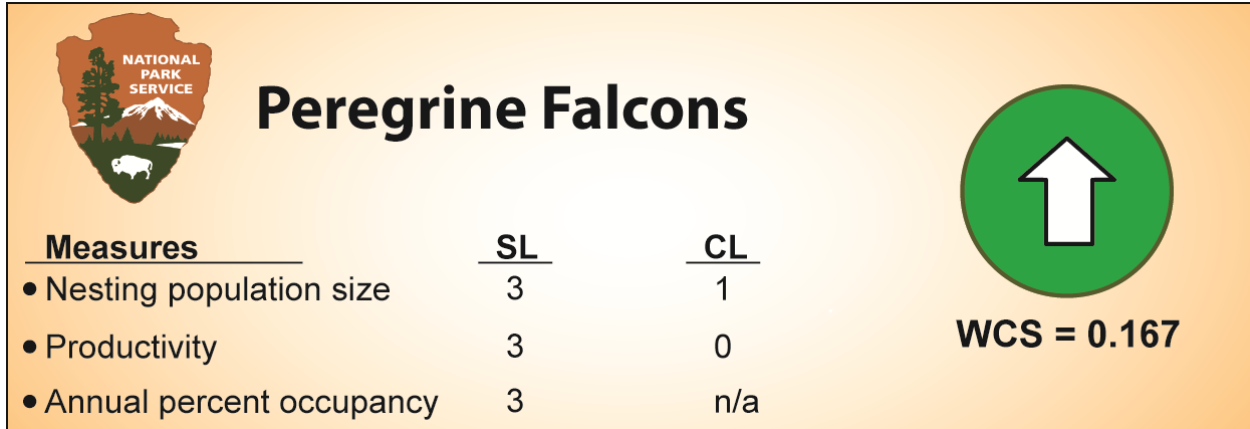 NATIONAL
PARK
SERVICE
Peregrine Falcons
Measures SL CL
• Nesting population size 3 1
• Productivity 3 0
• Annual percent occupancy 3 n/a
WCS = 0.167